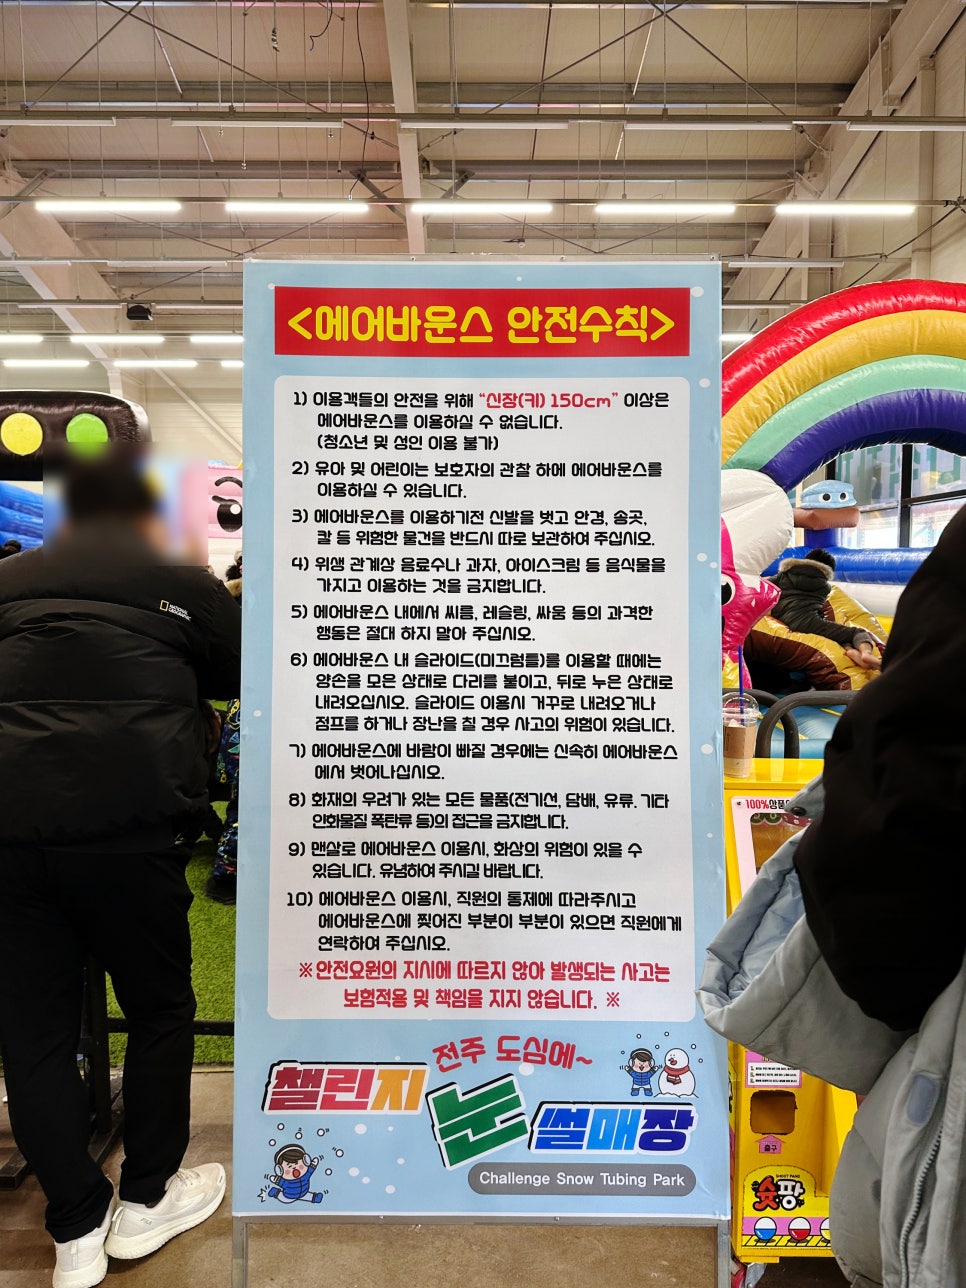 <에어바운스 안전수칙>
1) 이용객들의 안전을 위해 “신장(키) 150cm” 이상은
에어바운스를 이용하실 수 없습니다.
(청소년 및 성인 이용 불가)
2) 유아 및 어린이는 보호자의 관찰 하에 에어바운스를
이용하실 수 있습니다.
3) 에어바운스를 이용하기전 신발을 벗고 안경, 송곳,
칼 등 위험한 물건을 반드시 따로 보관하여 주십시오.
4) 위생 관계상 음료수나 과자, 아이스크림 등 음식물을
가지고 이용하는 것을 금지합니다.
5) 에어바운스 내에서 씨름, 레슬링, 싸움 등의 과격한
행동은 절대 하지 말아 주십시오.
6) 에어바운스 내 슬라이드(미끄럼틀)를 이용할 때에는
양손을 모은 상태로 다리를 붙이고, 뒤로 누은 상태로
내려오십시오. 슬라이드 이용시 거꾸로 내려오거나
점프를 하거나 장난을 칠 경우 사고의 위험이 있습니다.
7) 에어바운스에 바람이 빠질 경우에는 신속히 에어바운스
에서 벗어나십시오.
8) 화재의 우려가 있는 모든 물품(전기선, 담배, 유류. 기타
인화물질 폭탄류 등)의 접근을 금지합니다.
9) 맨살로 에어바운스 이용시, 화상의 위험이 있을 수
있습니다. 유념하여 주시길 바랍니다.
10) 에어바운스 이용시, 직원의 통제에 따라주시고
에어바운스에 찢어진 부분이 부분이 있으면 직원에게
연락하여 주십시오.
※안전요원의 지시에 따르지 않아 발생되는 사고는
보험적용 및 책임을 지지 않습니다. ※
전주 도심에~
챌린지 눈 썰매장
Challenge Snow Tubing Park
NATIONAL
GEOGRAPHIC
100%상품
출구
SHOOT PANG
슛팡